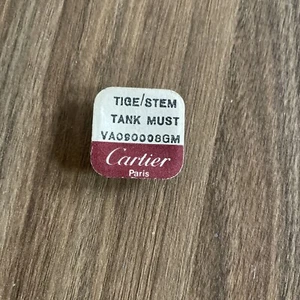 TIGE/STEM
TANK MUST
VA090008GM
Cartier
Paris